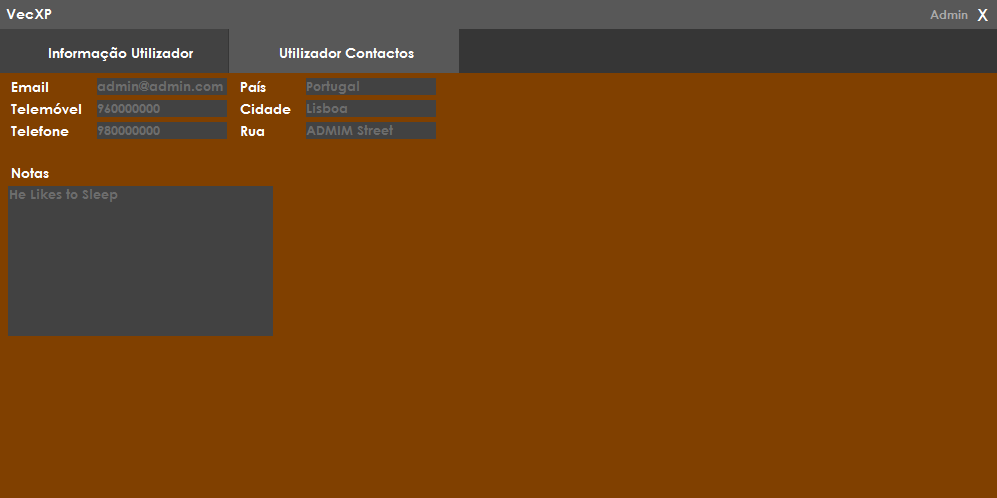 VecXP Admin X
Informação Utilizador Utilizador Contactos
Email admin@admin.com País Portugal
Telemóvel 960000000 Cidade Lisboa
Telefone 980000000 Rua ADMIM Street
Notas
He Likes to Sleep